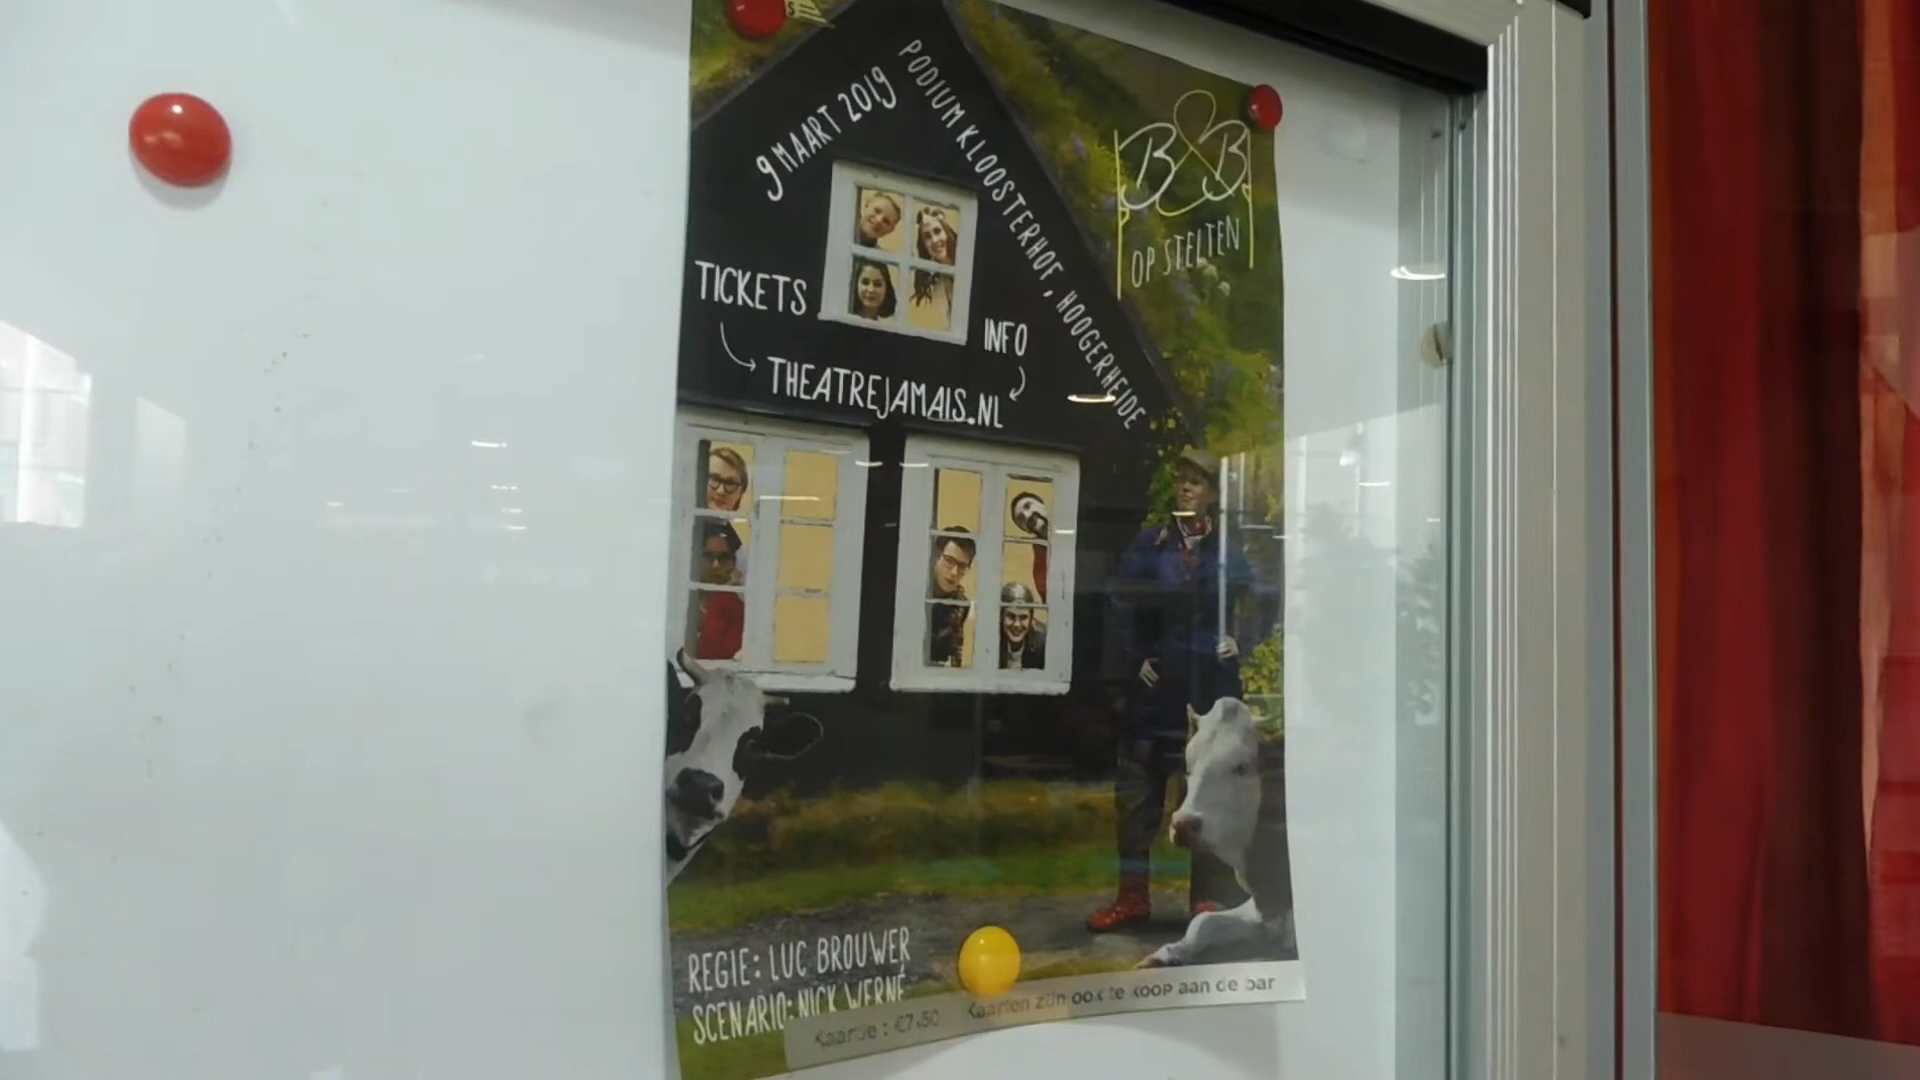 9 MAART 2019
PODIUM KLOOSTERHOF, HOOGERHEIDE
B&B
OP STELTEN
TICKETS
INFO
THEATREJAMAIS.NL
REGIE: LUC BROUWER
SCENARIO: NICK WERNÉ
Kaartje : €7,50 Kaarten zijn ook te koop aan de bar